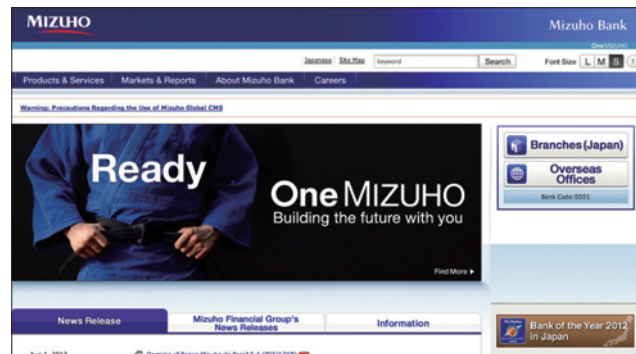 MIZUHO
Mizuho Bank
One MIZUHO
Japanese Site Map keyword Search Font Size L M S ?
Products & Services Markets & Reports About Mizuho Bank Careers
Warning: Precautions Regarding the Use of Mizuho Global CMS
Ready
One MIZUHO
Building the future with you
Find More
Branches (Japan)
Overseas
Offices
Bank Code:0001
News Release
Mizuho Financial Group's
News Releases
Information
Bank of the Year 2012
in Japan